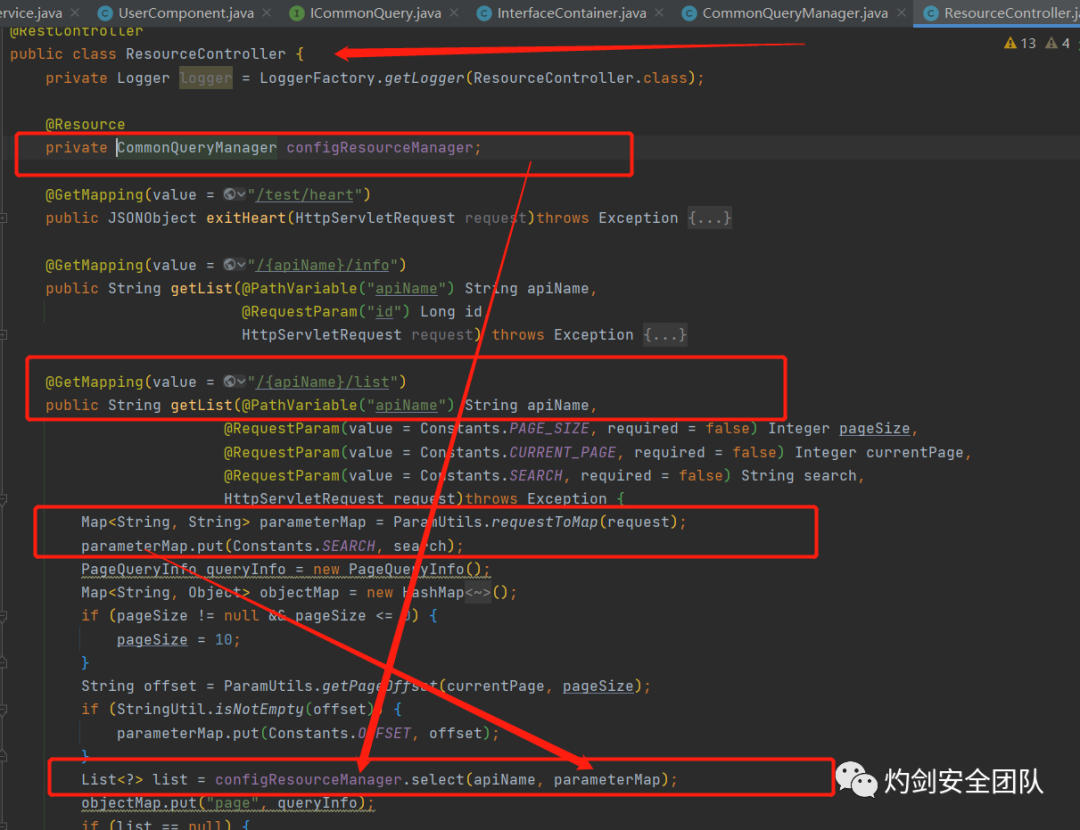 ervice.java × UserComponent.java × ICommonQuery.java × InterfaceContainer.java × CommonQueryManager.java × ResourceController.j
@RestController
public class ResourceController { 13 4
private Logger logger = LoggerFactory.getLogger(ResourceController.class);
@Resource
private CommonQueryManager configResourceManager;
@GetMapping(value = "/test/heart")
public JSONObject exitHeart(HttpServletRequest request)throws Exception {...}
@GetMapping(value = "/{apiName}/info")
public String getList(@PathVariable("apiName") String apiName,
@RequestParam("id") Long id
HttpServletRequest request) throws Exception {...}
@GetMapping(value = "/{apiName}/list")
public String getList(@PathVariable("apiName") String apiName,
@RequestParam(value = Constants.PAGE_SIZE, required = false) Integer pageSize,
@RequestParam(value = Constants.CURRENT_PAGE, required = false) Integer currentPage,
@RequestParam(value = Constants.SEARCH, required = false) String search,
HttpServletRequest request)throws Exception {
Map<String, String> parameterMap = ParamUtils.requestToMap(request);
parameterMap.put(Constants.SEARCH, search);
PageQueryInfo queryInfo = new PageQueryInfo();
Map<String, Object> objectMap = new HashMap<~>();
if (pageSize != null && pageSize <= 0) {
pageSize = 10;
}
String offset = ParamUtils.getPageOffset(currentPage, pageSize);
if (StringUtil.isNotEmpty(offset)) {
parameterMap.put(Constants.OFFSET, offset);
}
List<?> list = configResourceManager.select(apiName, parameterMap);
objectMap.put("page", queryInfo);
if (list == null) {
灼剑安全团队